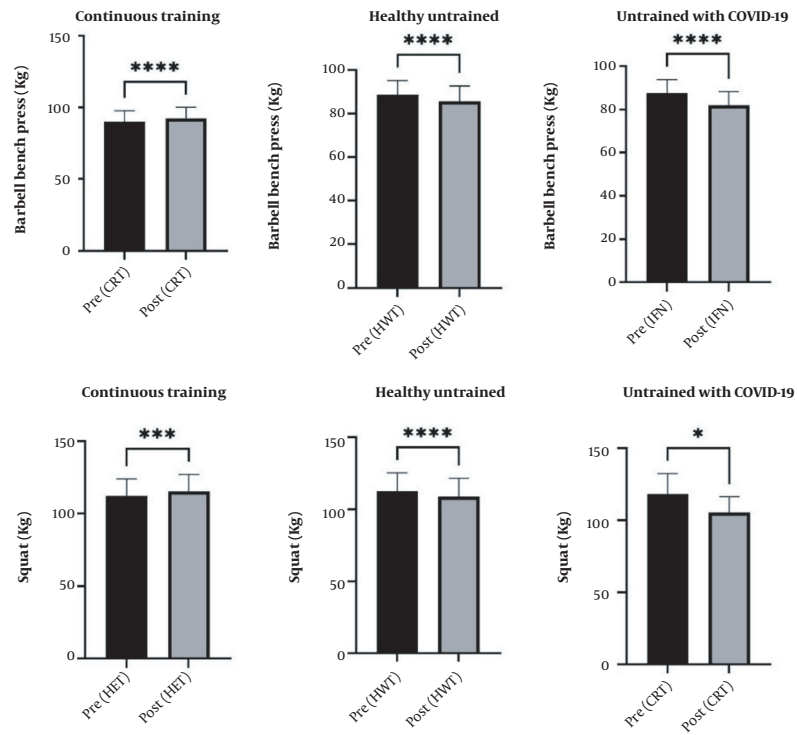 Continuous training
Healthy untrained
Untrained with COVID-19
Barbell bench press (Kg)
150
100
50
0
****
Pre (CRT)
Post (CRT)
Barbell bench press (Kg)
100
80
60
40
20
0
****
Pre (HWT)
Post (HWT)
Barbell bench press (Kg)
100
80
60
40
20
0
****
Pre (IFN)
Post (IFN)
Continuous training
Healthy untrained
Untrained with COVID-19
Squat (Kg)
150
100
50
0
***
Pre (HET)
Post (HET)
Squat (Kg)
150
100
50
0
****
Pre (HWT)
Post (HWT)
Squat (Kg)
150
100
50
0
*
Pre (CRT)
Post (CRT)